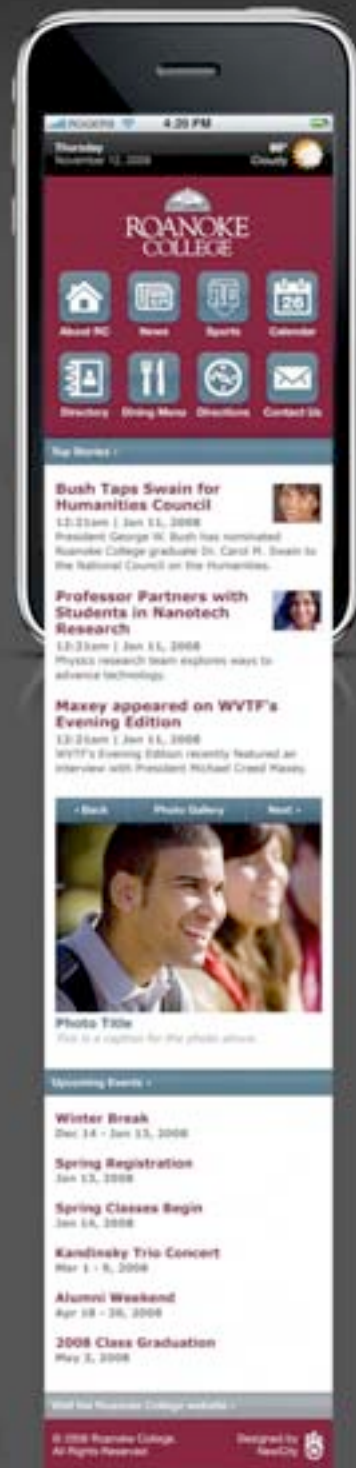 ROGERS 4:20 PM
Thursday
November 12, 2008
Cloudy
ROANOKE
COLLEGE
About RC News Sports Calendar
26
Directory Dining Menu Directions Contact Us
Top Stories ›
Bush Taps Swain for
Humanities Council
12:21am | Jan 11, 2008
President George W. Bush has nominated
Roanoke College graduate Dr. Carol M. Swain to
the National Council on the Humanities.
Professor Partners with
Students in Nanotech
Research
12:21am | Jan 11, 2008
Physics research team explores ways to
advance technology.
Maxey appeared on WVTF's
Evening Edition
12:21am | Jan 11, 2008
WVTF's Evening Edition recently featured an
interview with President Michael Creed Maxey.
‹ Back Photo Gallery Next ›
Photo Title
This is a caption for the photo above.
Upcoming Events ›
Winter Break
Dec 14 - Jan 13, 2008
Spring Registration
Jan 13, 2008
Spring Classes Begin
Jan 14, 2008
Kandinsky Trio Concert
Mar 1 - 9, 2008
Alumni Weekend
Apr 18 - 20, 2008
2008 Class Graduation
May 3, 2008
Visit the Roanoke College website ›
© 2008 Roanoke College.
All Rights Reserved
Designed by
NewCity